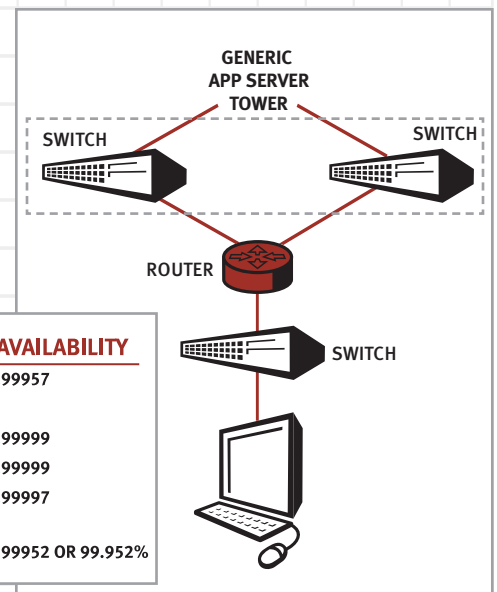 GENERIC
APP SERVER
TOWER
SWITCH
SWITCH
ROUTER
SWITCH
AVAILABILITY
99957
99999
99999
99997
99952 OR 99.952%